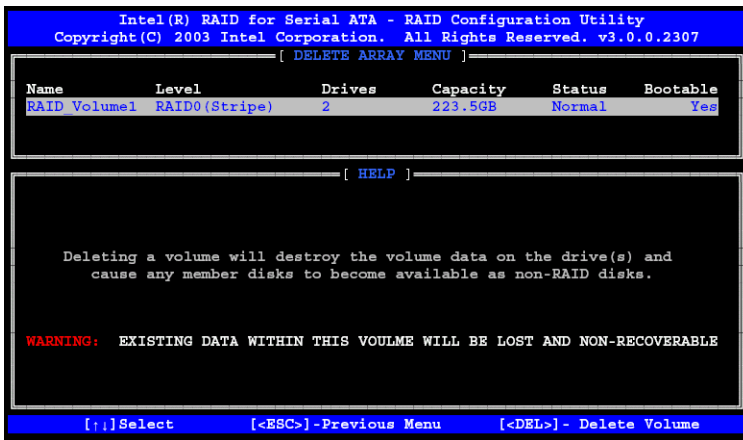 Intel(R) RAID for Serial ATA - RAID Configuration Utility
Copyright(C) 2003 Intel Corporation. All Rights Reserved. v3.0.0.2307
[ DELETE ARRAY MENU ]
Name Level Drives Capacity Status Bootable
RAID_Volume1 RAID0(Stripe) 2 223.5GB Normal Yes
[ HELP ]
Deleting a volume will destroy the volume data on the drive(s) and
cause any member disks to become available as non-RAID disks.
WARNING: EXISTING DATA WITHIN THIS VOULME WILL BE LOST AND NON-RECOVERABLE
[↑↓]Select [<ESC>]-Previous Menu [<DEL>]- Delete Volume